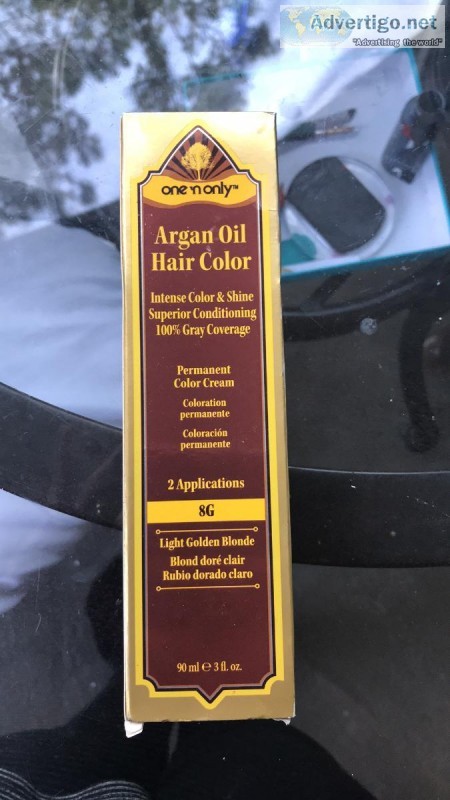 Advertigo.net
"Advertising the world"
one 'n only™
Argan Oil
Hair Color
Intense Color & Shine
Superior Conditioning
100% Gray Coverage
Permanent
Color Cream
Coloration
permanente
Coloración
permanente
2 Applications
8G
Light Golden Blonde
Blond doré clair
Rubio dorado claro
90 ml ℮ 3 fl. oz.